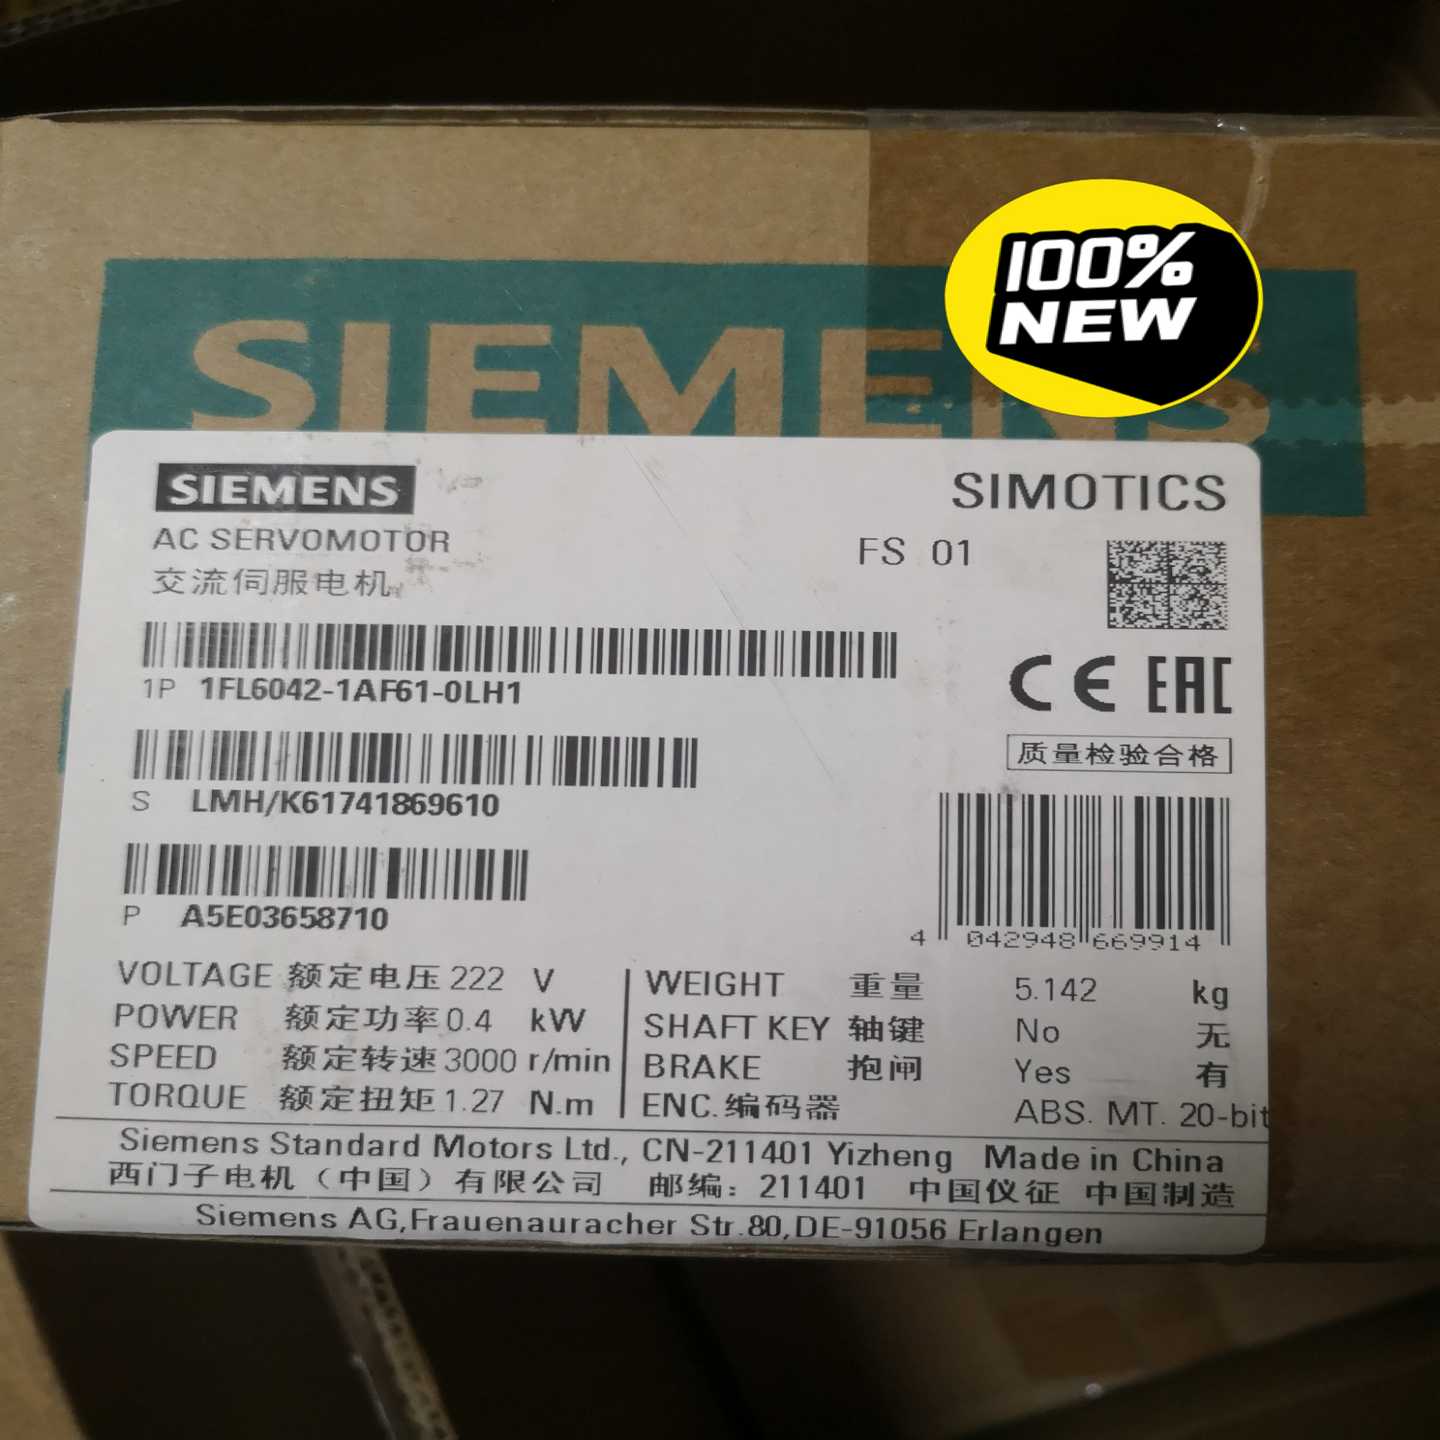 100%
NEW
SIEMENS
SIEMENS
SIMOTICS
AC SERVOMOTOR
FS 01
交流伺服电机
1P 1FL6042-1AF61-0LH1
CE EAC
质量检验合格
S LMH/K61741869610
P A5E03658710
4 042948 669914
VOLTAGE 额定电压 222 V
WEIGHT 重量 5.142 kg
POWER 额定功率 0.4 kW
SHAFT KEY 轴键 No 无
SPEED 额定转速 3000 r/min
BRAKE 抱闸 Yes 有
TORQUE 额定扭矩 1.27 N.m
ENC. 编码器 ABS. MT. 20-bit
Siemens Standard Motors Ltd., CN-211401 Yizheng Made in China
西门子电机（中国）有限公司 邮编：211401 中国仪征 中国制造
Siemens AG,Frauenauracher Str.80,DE-91056 Erlangen